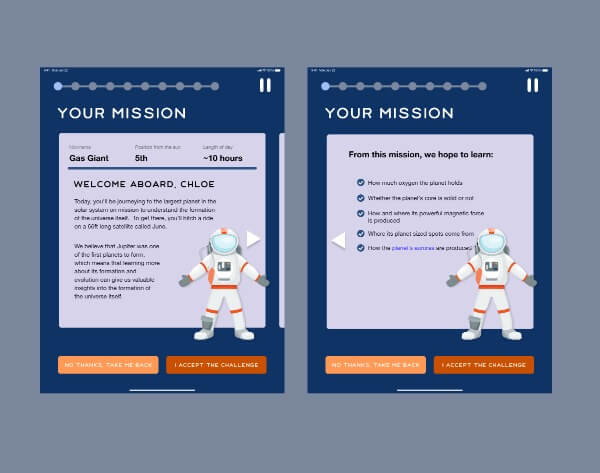 YOUR MISSION
Nickname
Position from the sun
Length of day
Gas Giant
5th
~10 hours
WELCOME ABOARD, CHLOE
Today, you'll be journeying to the largest planet in the
solar system on mission to understand the formation
of the universe itself. To get there, you'll hitch a ride
on a 66ft long satellite called Juno.
We believe that Jupiter was one
of the first planets to form,
which means that learning more
about its formation and
evolution can give us valuable
insights into the formation of
the universe itself.
NO THANKS, TAKE ME BACK
I ACCEPT THE CHALLENGE
YOUR MISSION
From this mission, we hope to learn:
How much oxygen the planet holds
Whether the planet's core is solid or not
How and where its powerful magnetic force
is produced
Where its planet sized spots come from
How the planet's auroras are produced
NO THANKS, TAKE ME BACK
I ACCEPT THE CHALLENGE